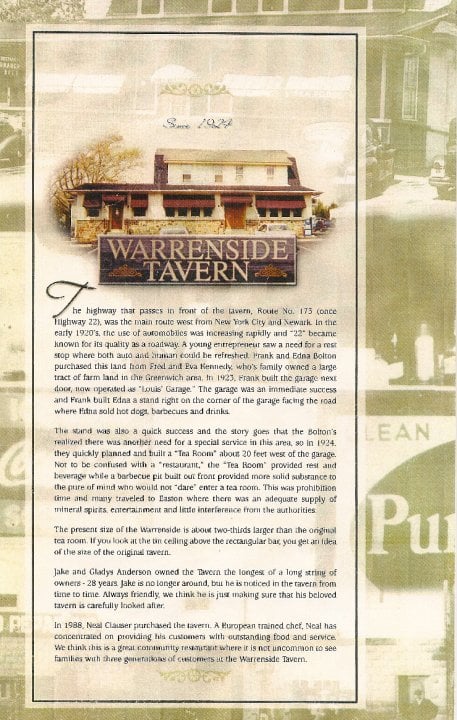 Since 1924
WARRENSIDE
TAVERN
The highway that passes in front of the tavern, Route No. 173 (once
Highway 22), was the main route west from New York City and Newark. In the
early 1920's, the use of automobiles was increasing rapidly and "22" became
known for its quality as a roadway. A young entrepreneur saw a need for a rest
stop where both auto and human could be refreshed. Frank and Edna Bolton
purchased this land from Fred and Eva Kennedy, who's family owned a large
tract of farm land in the Greenwich area. In 1923, Frank built the garage next
door, now operated as "Louis' Garage." The garage was an immediate success
and Frank built Edna a stand right on the corner of the garage facing the road
where Edna sold hot dogs, barbecues and drinks.
The stand was also a quick success and the story goes that the Bolton's
realized there was another need for a special service in this area, so in 1924,
they quickly planned and built a "Tea Room" about 20 feet west of the garage.
Not to be confused with a "restaurant," the "Tea Room" provided rest and
beverage while a barbecue pit built out front provided more solid substance to
the pure of mind who would not "dare" enter a tea room. This was prohibition
time and many traveled to Easton where there was an adequate supply of
mineral spirits, entertainment and little interference from the authorities.
The present size of the Warrenside is about two-thirds larger than the original
tea room. If you look at the tin ceiling above the rectangular bar, you get an idea
of the size of the original tavern.
Jake and Gladys Anderson owned the Tavern the longest of a long string of
owners - 28 years. Jake is no longer around, but he is noticed in the tavern from
time to time. Always friendly, we think he is just making sure that his beloved
tavern is carefully looked after.
In 1988, Neal Clauser purchased the tavern. A European trained chef, Neal has
concentrated on providing his customers with outstanding food and service.
We think this is a great community restaurant where it is not uncommon to see
families with three generations of customers at the Warrenside Tavern.
LEAN
Pu